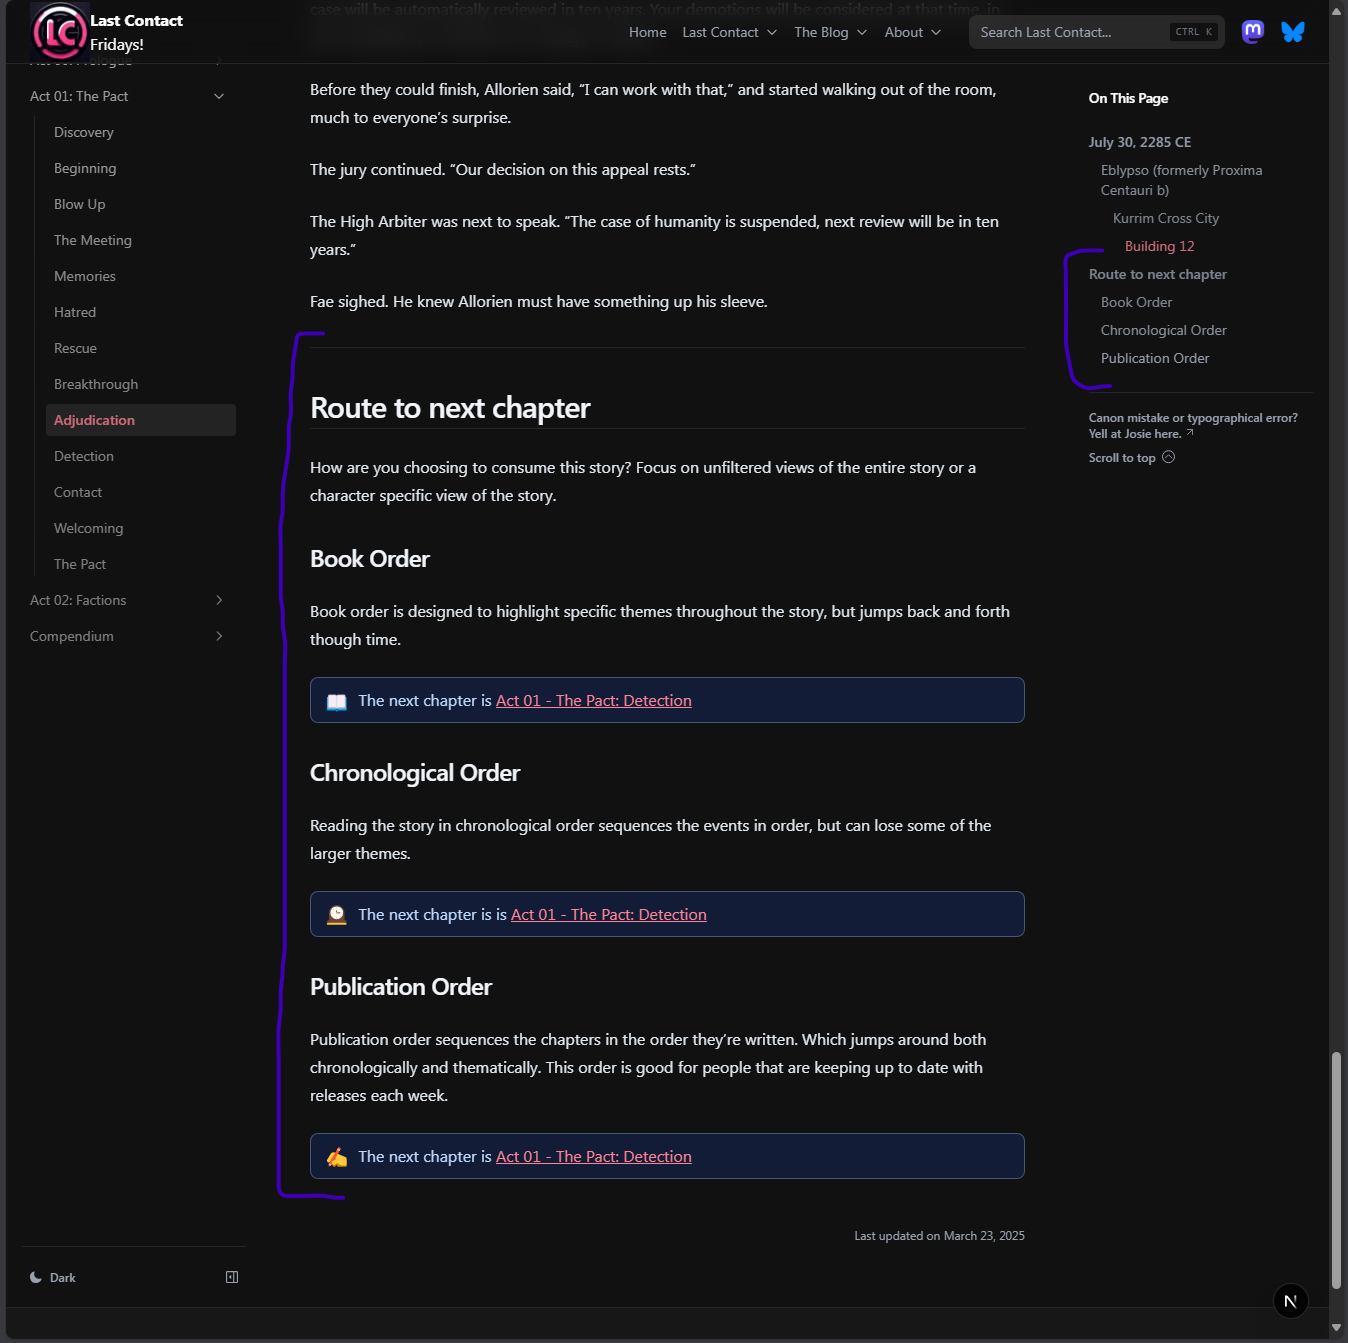 case will be automatically reviewed in ten years. Your demotions will be considered at that time, in
Last Contact
Fridays!
Home
Last Contact
The Blog
About
Search Last Contact...
CTRL K
Act 00: Prologue
Act 01: The Pact
Discovery
Beginning
Blow Up
The Meeting
Memories
Hatred
Rescue
Breakthrough
Adjudication
Detection
Contact
Welcoming
The Pact
Act 02: Factions
Compendium
Dark
Before they could finish, Allorien said, “I can work with that,” and started walking out of the room,
much to everyone’s surprise.
The jury continued. “Our decision on this appeal rests.”
The High Arbiter was next to speak. “The case of humanity is suspended, next review will be in ten
years.”
Fae sighed. He knew Allorien must have something up his sleeve.
Route to next chapter
How are you choosing to consume this story? Focus on unfiltered views of the entire story or a
character specific view of the story.
Book Order
Book order is designed to highlight specific themes throughout the story, but jumps back and forth
though time.
The next chapter is Act 01 - The Pact: Detection
Chronological Order
Reading the story in chronological order sequences the events in order, but can lose some of the
larger themes.
The next chapter is is Act 01 - The Pact: Detection
Publication Order
Publication order sequences the chapters in the order they’re written. Which jumps around both
chronologically and thematically. This order is good for people that are keeping up to date with
releases each week.
The next chapter is Act 01 - The Pact: Detection
Last updated on March 23, 2025
On This Page
July 30, 2285 CE
Eblypso (formerly Proxima
Centauri b)
Kurrim Cross City
Building 12
Route to next chapter
Book Order
Chronological Order
Publication Order
Canon mistake or typographical error?
Yell at Josie here.
Scroll to top
N